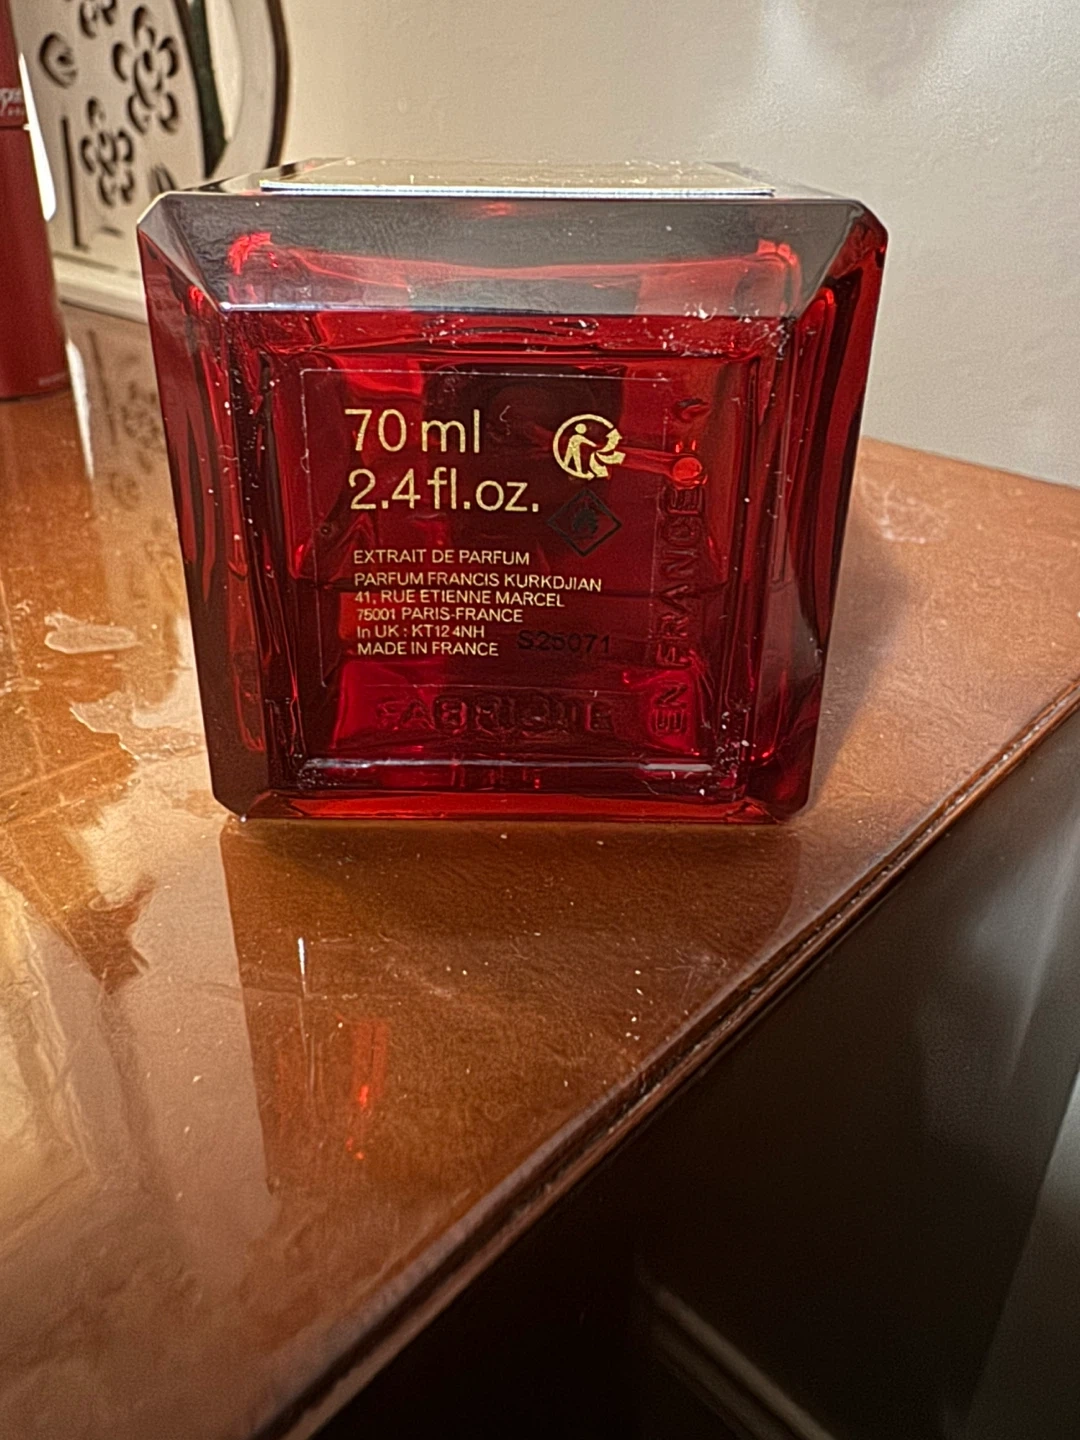 70 ml
2.4 fl.oz.
EXTRAIT DE PARFUM
PARFUM FRANCIS KURKDJIAN
41, RUE ETIENNE MARCEL
75001 PARIS-FRANCE
In UK : KT12 4NH
MADE IN FRANCE
S25071
FABRIQUE
EN FRANCE